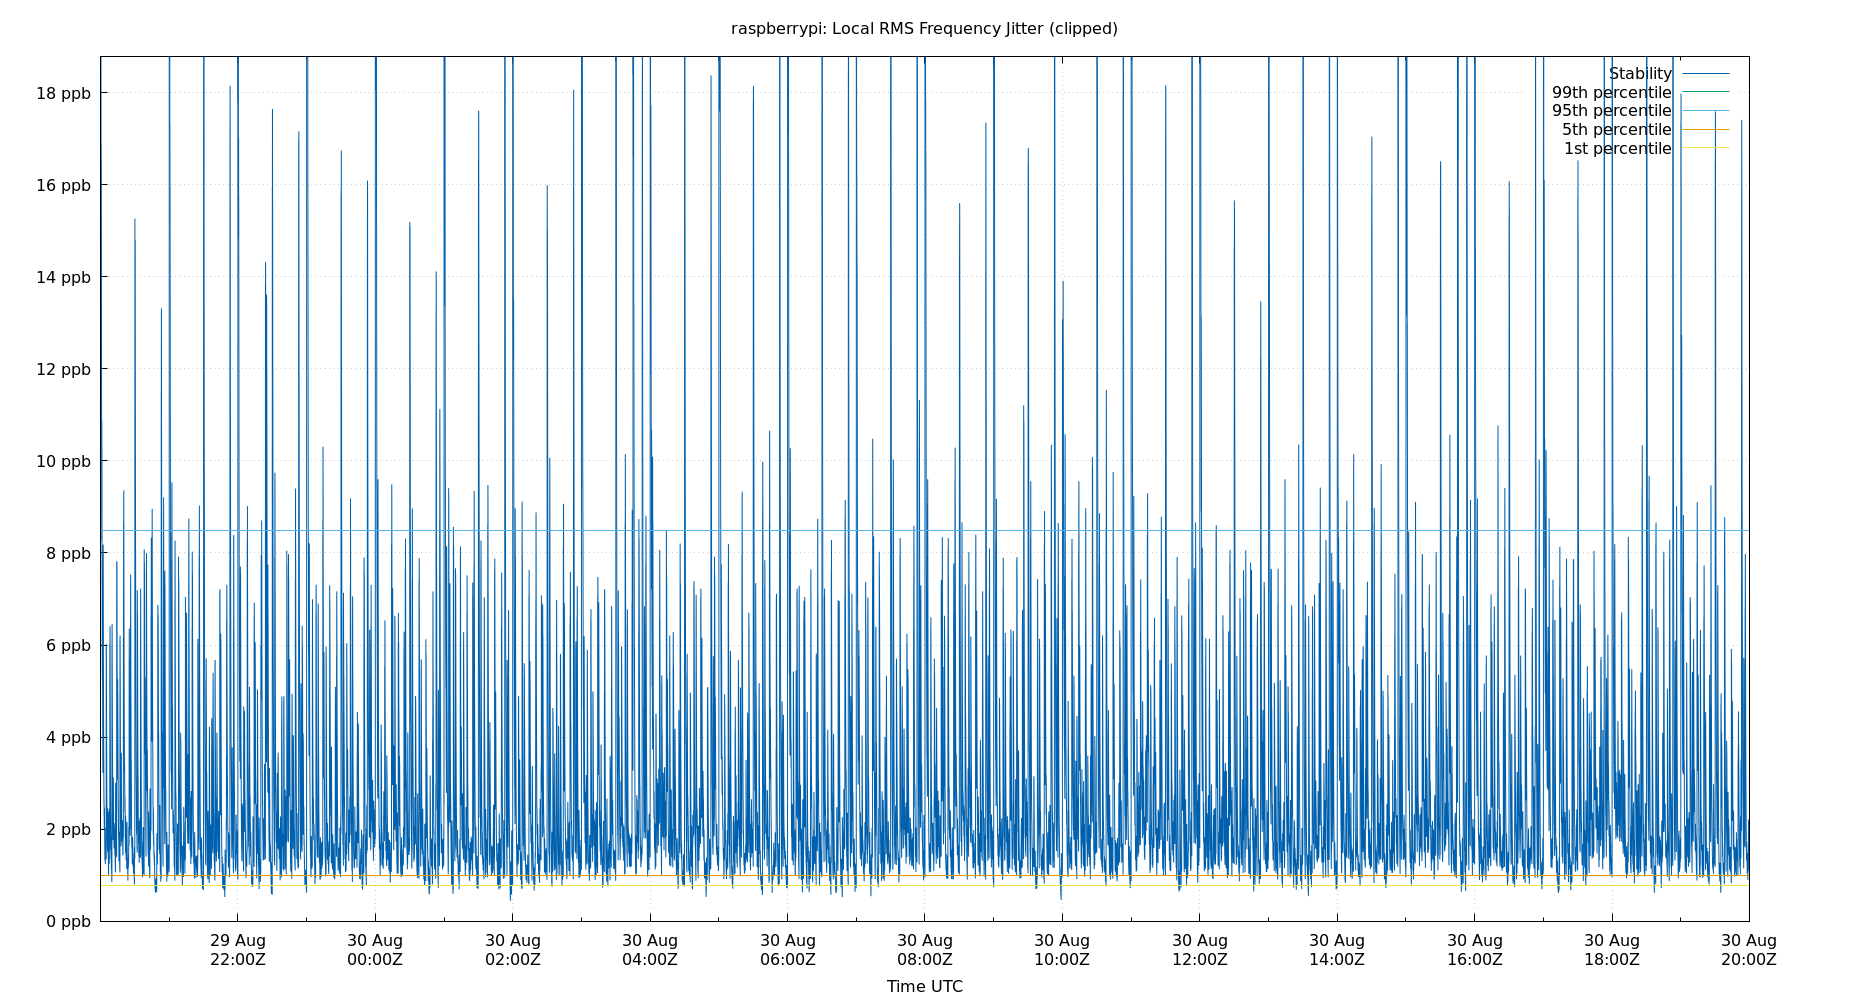 raspberrypi: Local RMS Frequency Jitter (clipped)
18 ppb
16 ppb
14 ppb
12 ppb
10 ppb
8 ppb
6 ppb
4 ppb
2 ppb
0 ppb
Stability
99th percentile
95th percentile
5th percentile
1st percentile
29 Aug 30 Aug 30 Aug 30 Aug 30 Aug 30 Aug 30 Aug 30 Aug 30 Aug 30 Aug 30 Aug 30 Aug
22:00Z 00:00Z 02:00Z 04:00Z 06:00Z 08:00Z 10:00Z 12:00Z 14:00Z 16:00Z 18:00Z 20:00Z
Time UTC